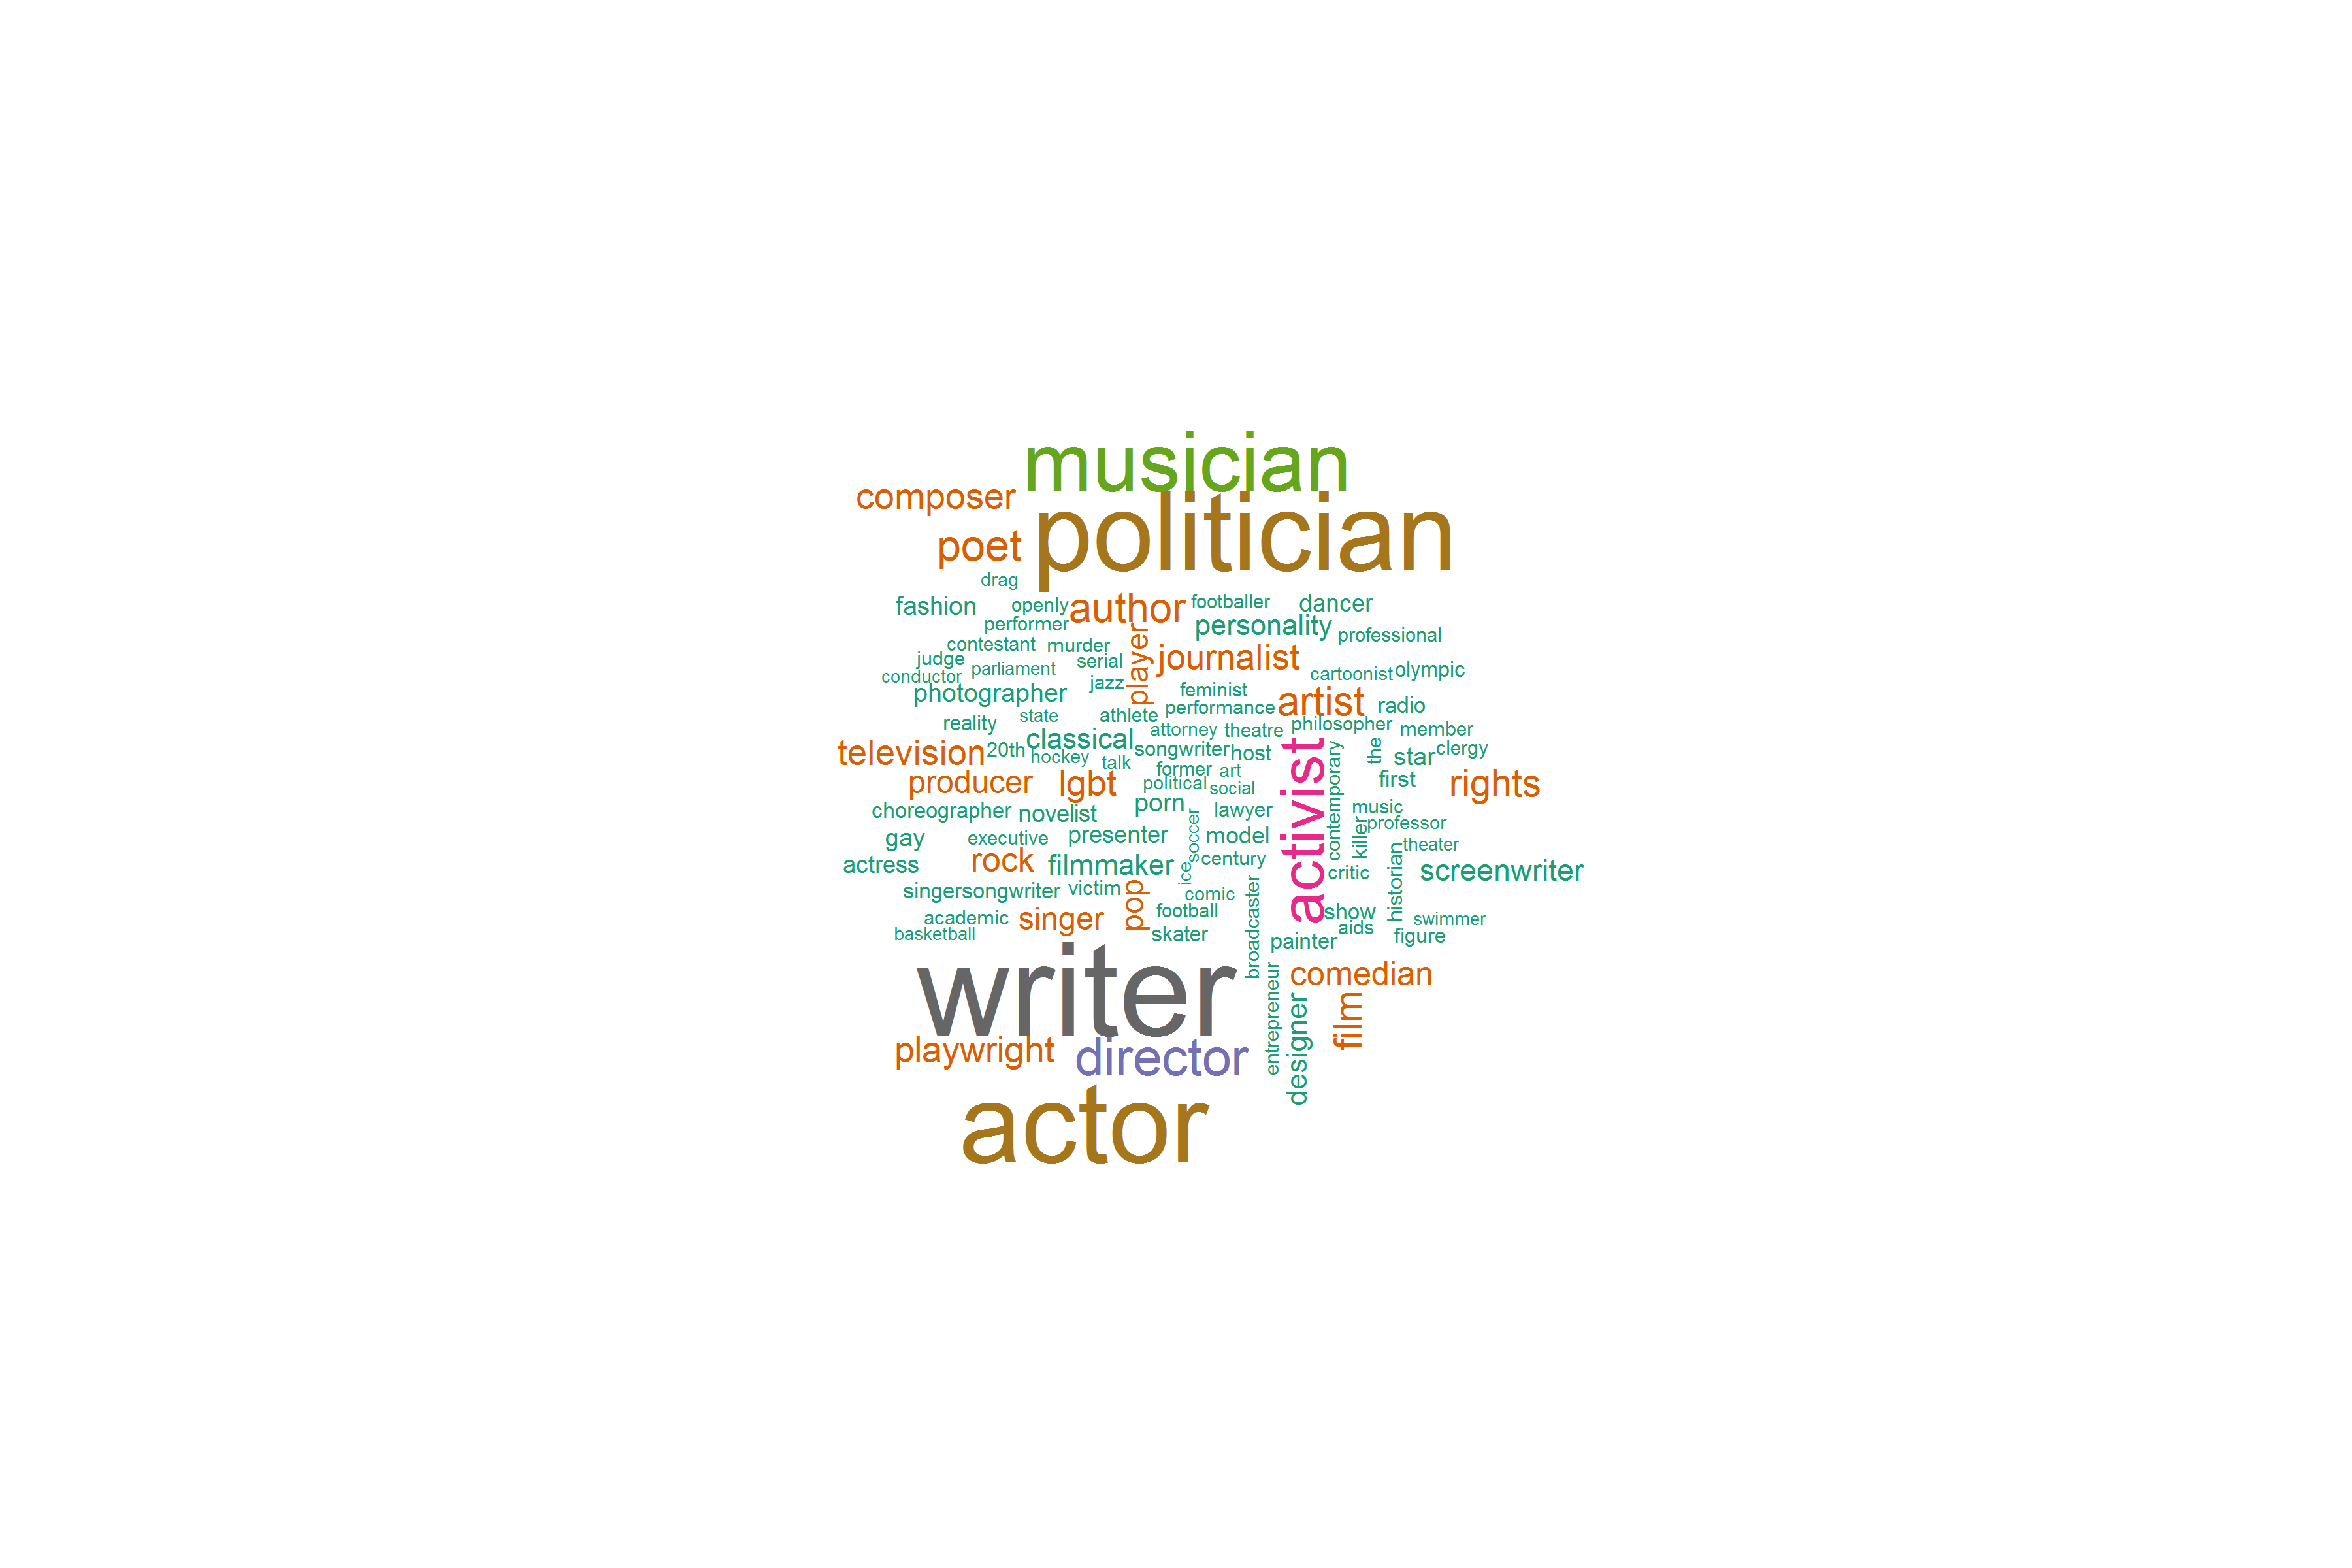 musician
composer
politician
poet
drag
fashion
openly
author
footballer
dancer
performer
personality
professional
contestant
murder
player
judge
parliament
serial
journalist
conductor
jazz
cartoonist
olympic
photographer
feminist
artist
performance
radio
reality
state
athlete
attorney
theatre
philosopher
member
television
20th
classical
songwriter
host
activist
contemporary
the
star
clergy
hockey
talk
former
art
first
producer
lgbt
political
social
rights
choreographer
novelist
porn
soccer
lawyer
music
killer
professor
gay
executive
presenter
model
theater
actress
rock
filmmaker
ice
century
critic
historian
screenwriter
singersongwriter
victim
pop
comic
broadcaster
academic
singer
football
show
swimmer
basketball
skater
painter
aids
figure
writer
entrepreneur
comedian
designer
film
playwright
director
actor